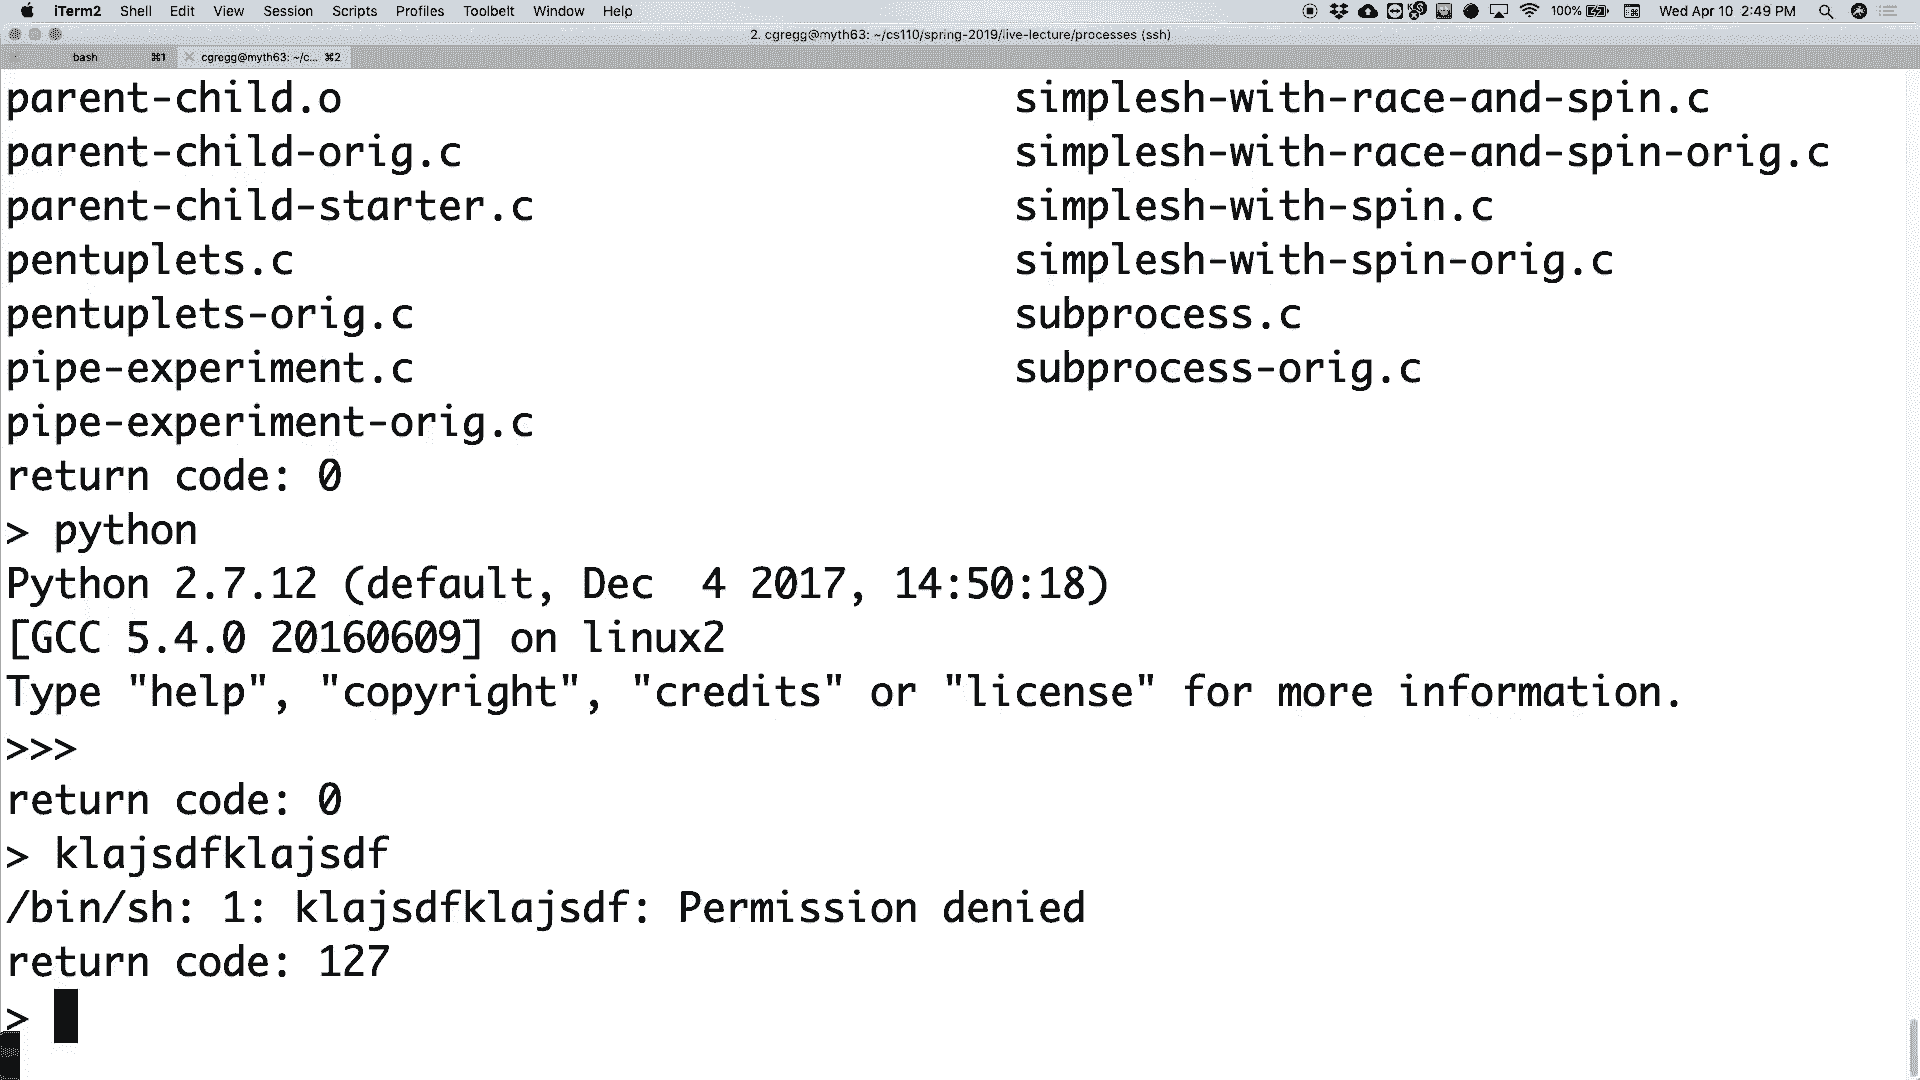 iTerm2 Shell Edit View Session Scripts Profiles Toolbelt Window Help 100% Wed Apr 10 2:49 PM
2. cgregg@myth63: ~/cs110/spring-2019/live-lecture/processes (ssh)
bash ⌘1 cgregg@myth63: ~/c... ⌘2
parent-child.o simplesh-with-race-and-spin.c
parent-child-orig.c simplesh-with-race-and-spin-orig.c
parent-child-starter.c simplesh-with-spin.c
pentuplets.c simplesh-with-spin-orig.c
pentuplets-orig.c subprocess.c
pipe-experiment.c subprocess-orig.c
pipe-experiment-orig.c
return code: 0
> python
Python 2.7.12 (default, Dec  4 2017, 14:50:18)
[GCC 5.4.0 20160609] on linux2
Type "help", "copyright", "credits" or "license" for more information.
>>>
return code: 0
> klajsdfklajsdf
/bin/sh: 1: klajsdfklajsdf: Permission denied
return code: 127
>